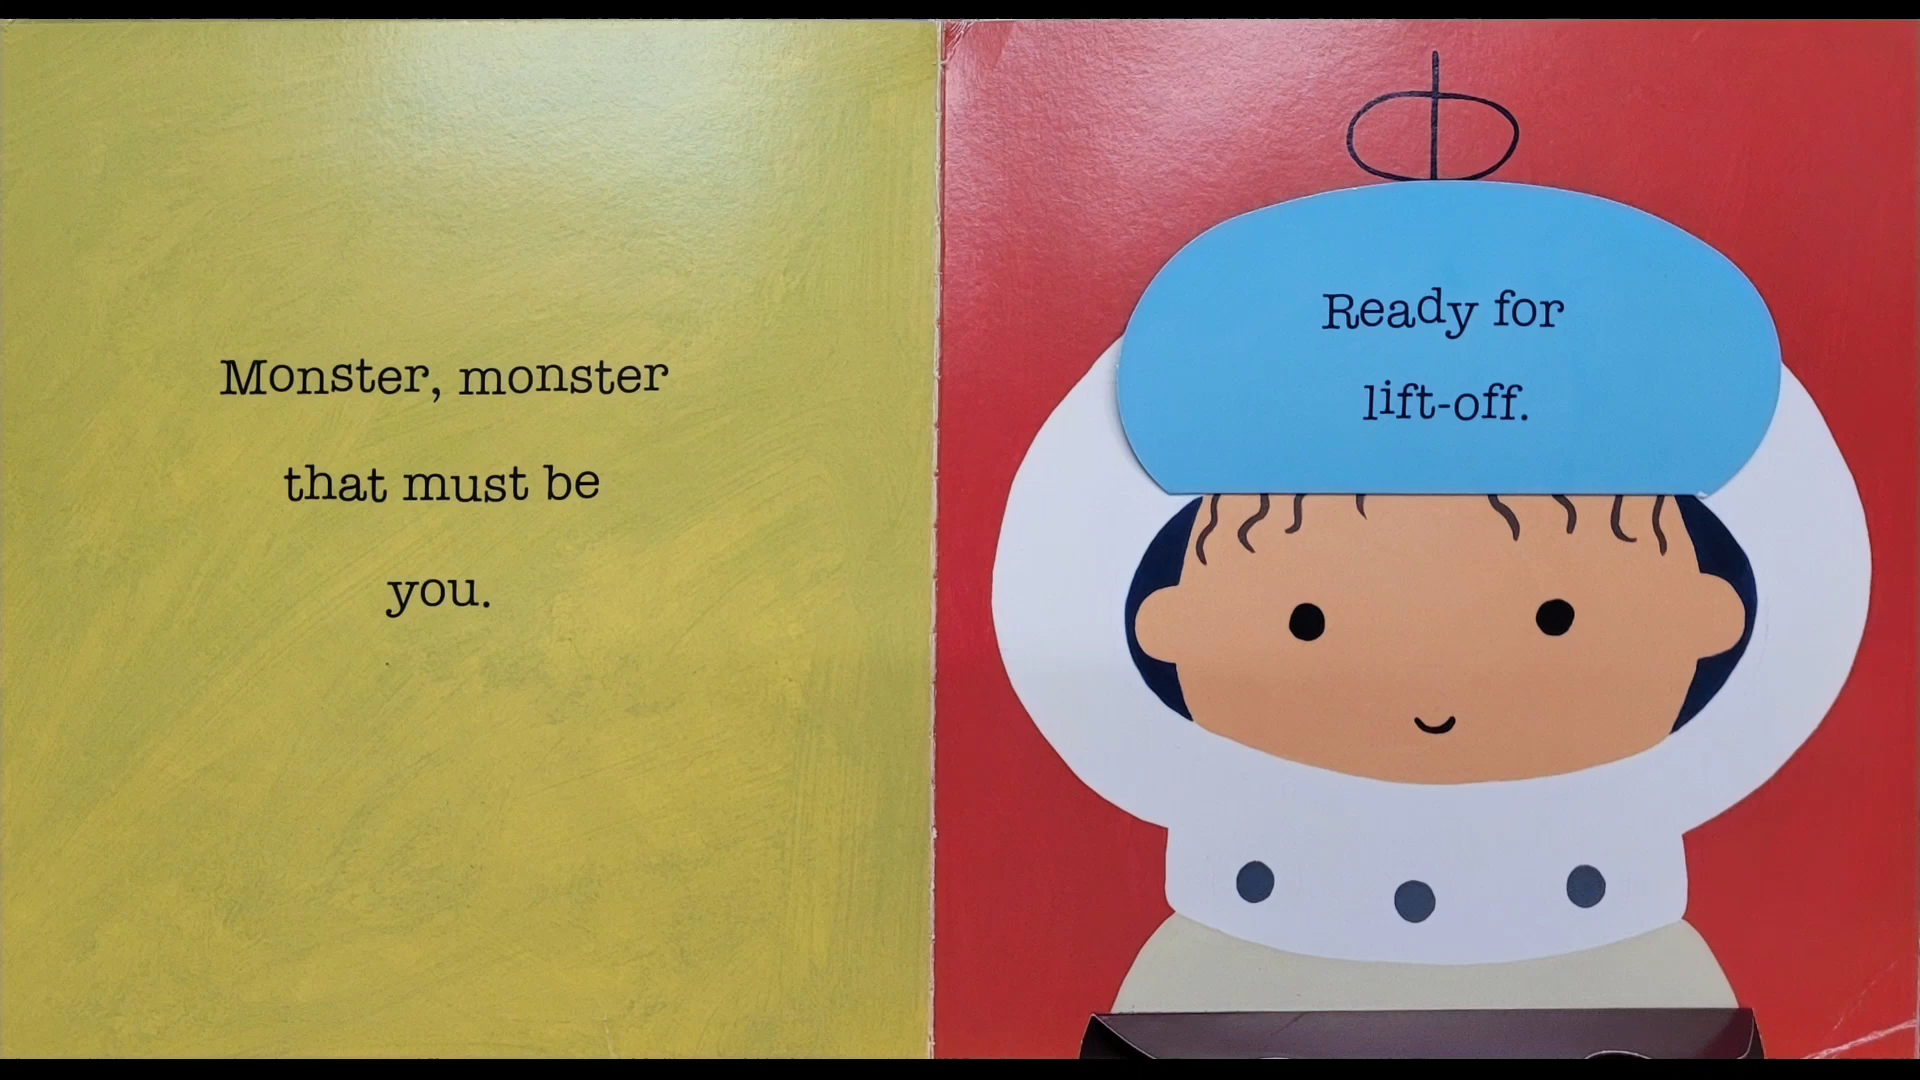 Monster, monster
that must be
you.
Ready for
lift-off.